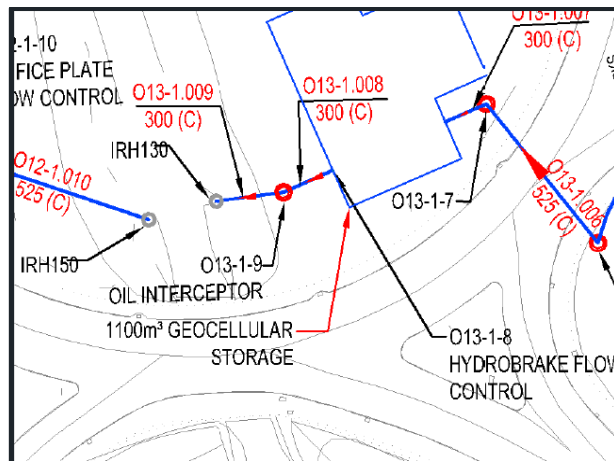 O13-1.007
300 (C)
2-1-10
FICE PLATE
OW CONTROL
O13-1.009
300 (C)
O13-1.008
300 (C)
IRH130
O12-1.010
525 (C)
O13-1-7
O13-1.006
525 (C)
IRH150
O13-1-9
OIL INTERCEPTOR
1100m³ GEOCELLULAR
STORAGE
O13-1-8
HYDROBRAKE FLOW
CONTROL